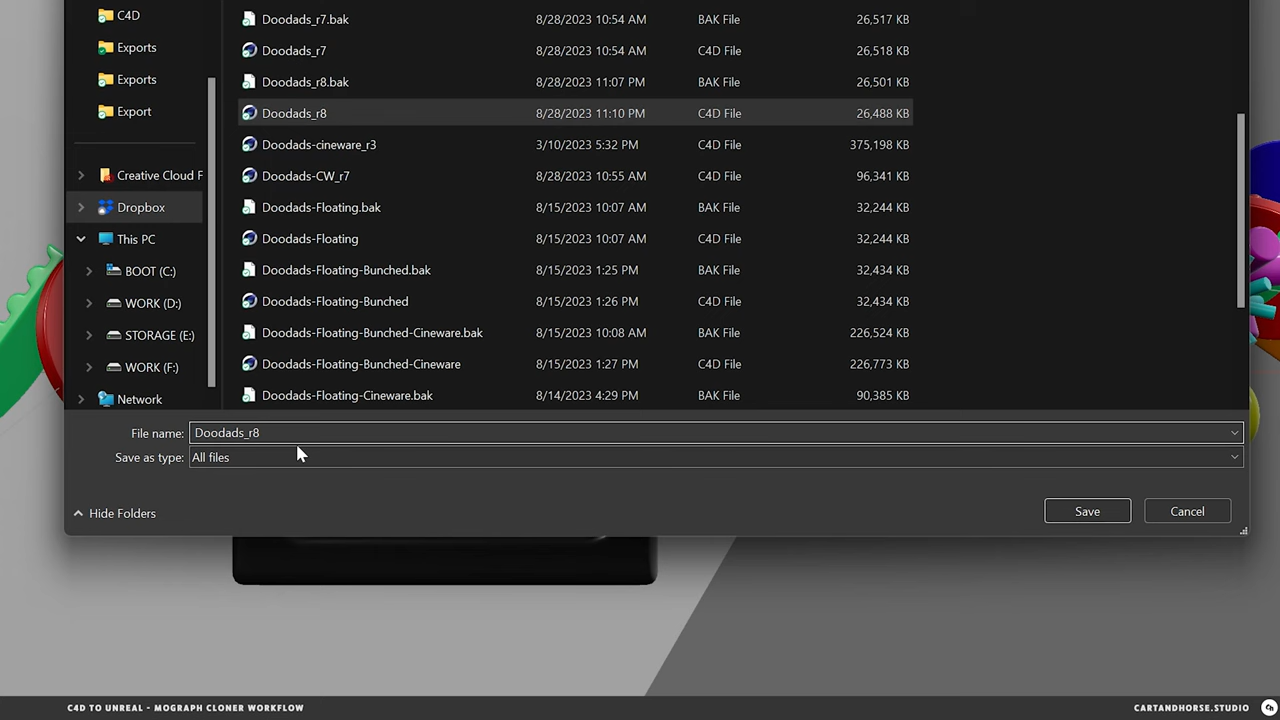 C4D
Exports
Exports
Export
Creative Cloud F
Dropbox
This PC
BOOT (C:)
WORK (D:)
STORAGE (E:)
WORK (F:)
Network
Doodads_r7.bak 8/28/2023 10:54 AM BAK File 26,517 KB
Doodads_r7 8/28/2023 10:54 AM C4D File 26,518 KB
Doodads_r8.bak 8/28/2023 11:07 PM BAK File 26,501 KB
Doodads_r8 8/28/2023 11:10 PM C4D File 26,488 KB
Doodads-cineware_r3 3/10/2023 5:32 PM C4D File 375,198 KB
Doodads-CW_r7 8/28/2023 10:55 AM C4D File 96,341 KB
Doodads-Floating.bak 8/15/2023 10:07 AM BAK File 32,244 KB
Doodads-Floating 8/15/2023 10:07 AM C4D File 32,244 KB
Doodads-Floating-Bunched.bak 8/15/2023 1:25 PM BAK File 32,434 KB
Doodads-Floating-Bunched 8/15/2023 1:26 PM C4D File 32,434 KB
Doodads-Floating-Bunched-Cineware.bak 8/15/2023 10:08 AM BAK File 226,524 KB
Doodads-Floating-Bunched-Cineware 8/15/2023 1:27 PM C4D File 226,773 KB
Doodads-Floating-Cineware.bak 8/14/2023 4:29 PM BAK File 90,385 KB
File name: Doodads_r8
Save as type: All files
Hide Folders Save Cancel
C4D TO UNREAL - MOGRAPH CLONER WORKFLOW CARTANDHORSE.STUDIO